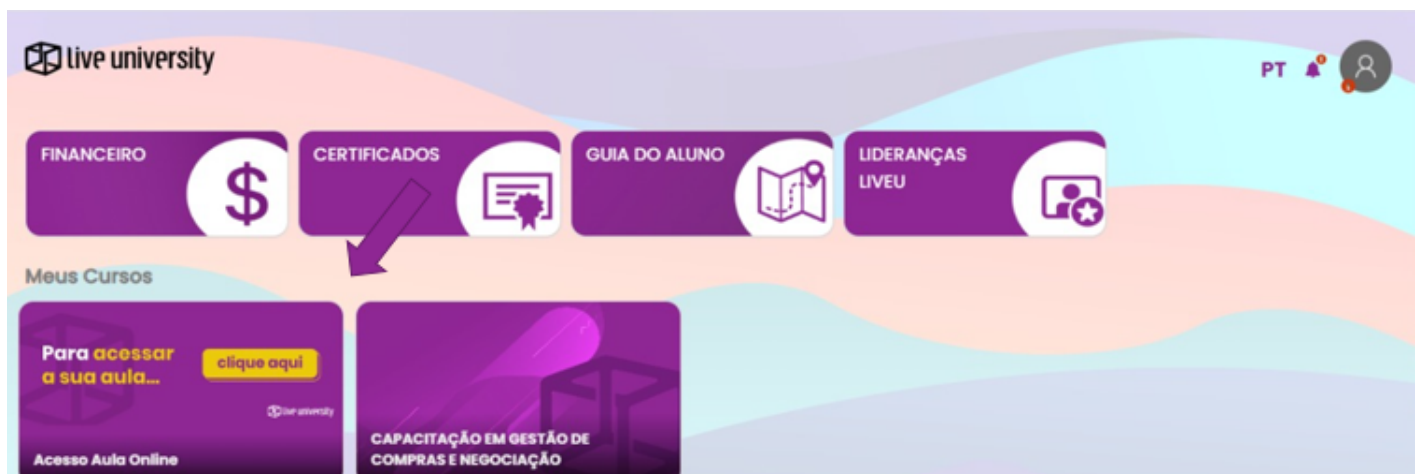 live university
PT
FINANCEIRO
CERTIFICADOS
GUIA DO ALUNO
LIDERANÇAS
LIVEU
Meus Cursos
Para acessar
a sua aula...
clique aqui
live university
Acesso Aula Online
CAPACITAÇÃO EM GESTÃO DE
COMPRAS E NEGOCIAÇÃO